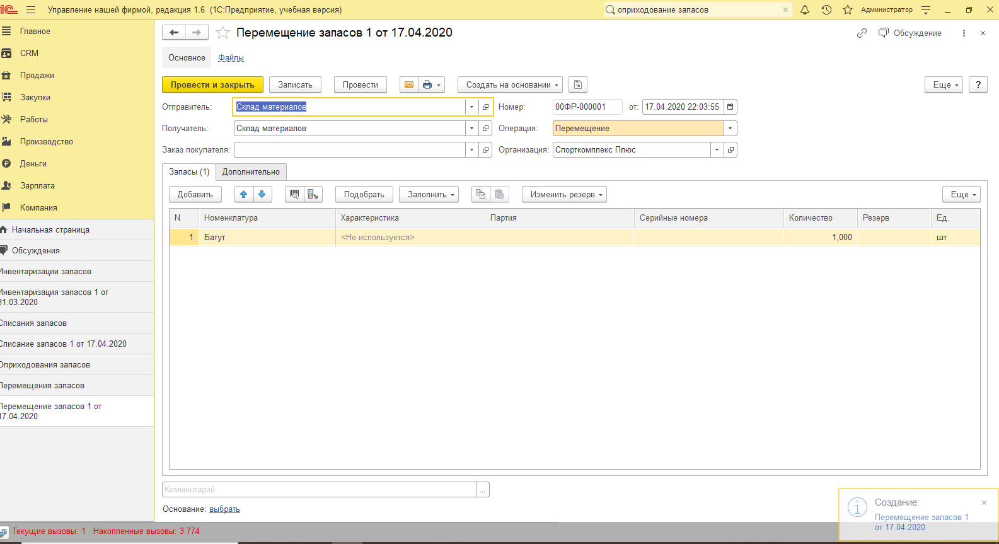 1С Управление нашей фирмой, редакция 1.6 (1С:Предприятие, учебная версия) оприходование запасов × Администратор
Главное
CRM
Продажи
Закупки
Работы
Производство
Деньги
Зарплата
Компания
Начальная страница
Обсуждения
Инвентаризации запасов
Инвентаризация запасов 1 от
31.03.2020
Списания запасов
Списание запасов 1 от 17.04.2020
Оприходования запасов
Перемещения запасов
Перемещение запасов 1 от
17.04.2020
Перемещение запасов 1 от 17.04.2020 Обсуждение
Основное Файлы
Провести и закрыть Записать Провести Создать на основании Еще ?
Отправитель: Склад материалов Номер: 00ФР-000001 от: 17.04.2020 22:03:55
Получатель: Склад материалов Операция: Перемещение
Заказ покупателя: Организация: Спорткомплекс Плюс
Запасы (1) Дополнительно
Добавить Подобрать Заполнить Изменить резерв Еще
N Номенклатура Характеристика Партия Серийные номера Количество Резерв Ед.
1 Батут <Не используется> 1,000 шт
Комментарий ...
Основание: выбрать
Создание:
Перемещение запасов 1
от 17.04.2020
Текущие вызовы: 1 Накопленные вызовы: 3 774